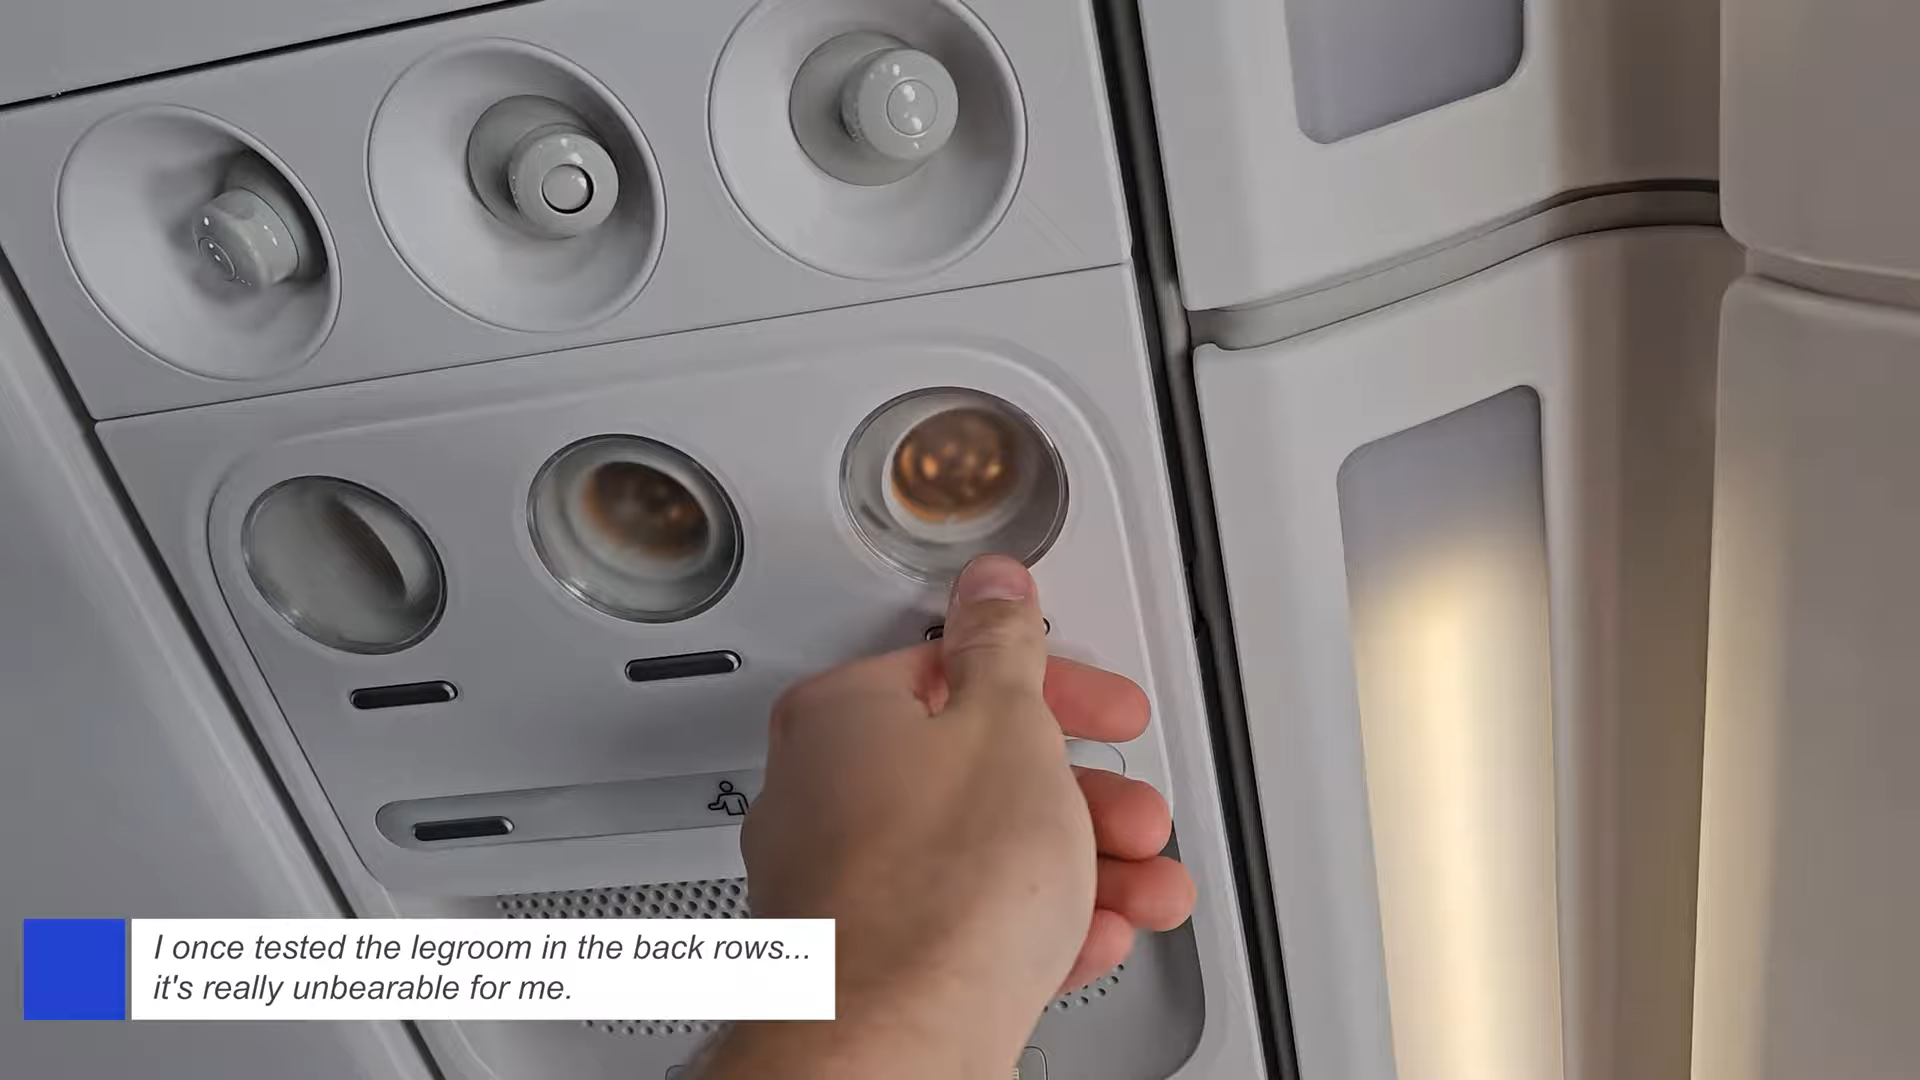 I once tested the legroom in the back rows...
it's really unbearable for me.